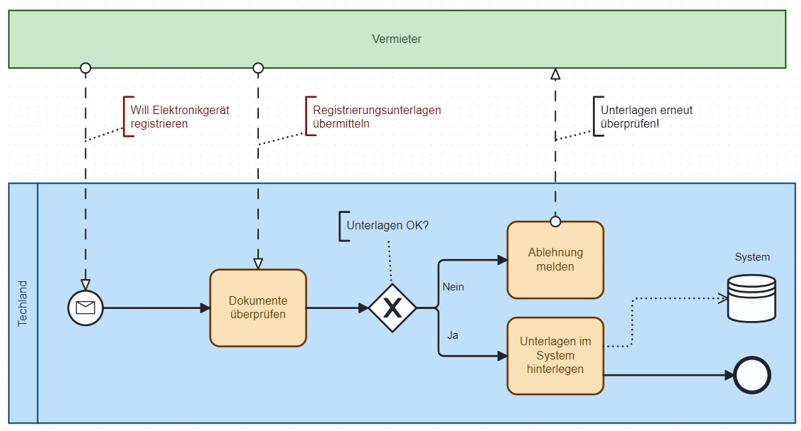 Vermieter
Will Elektronikgerät
registrieren
Registrierungsunterlagen
übermitteln
Unterlagen erneut
überprüfen!
Techland
Unterlagen OK?
Dokumente
überprüfen
Nein
Ja
Ablehnung
melden
Unterlagen im
System
hinterlegen
System